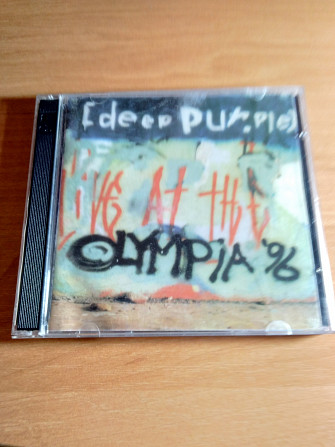 [deep purple]
LivE At thE
OLYMPiA '96